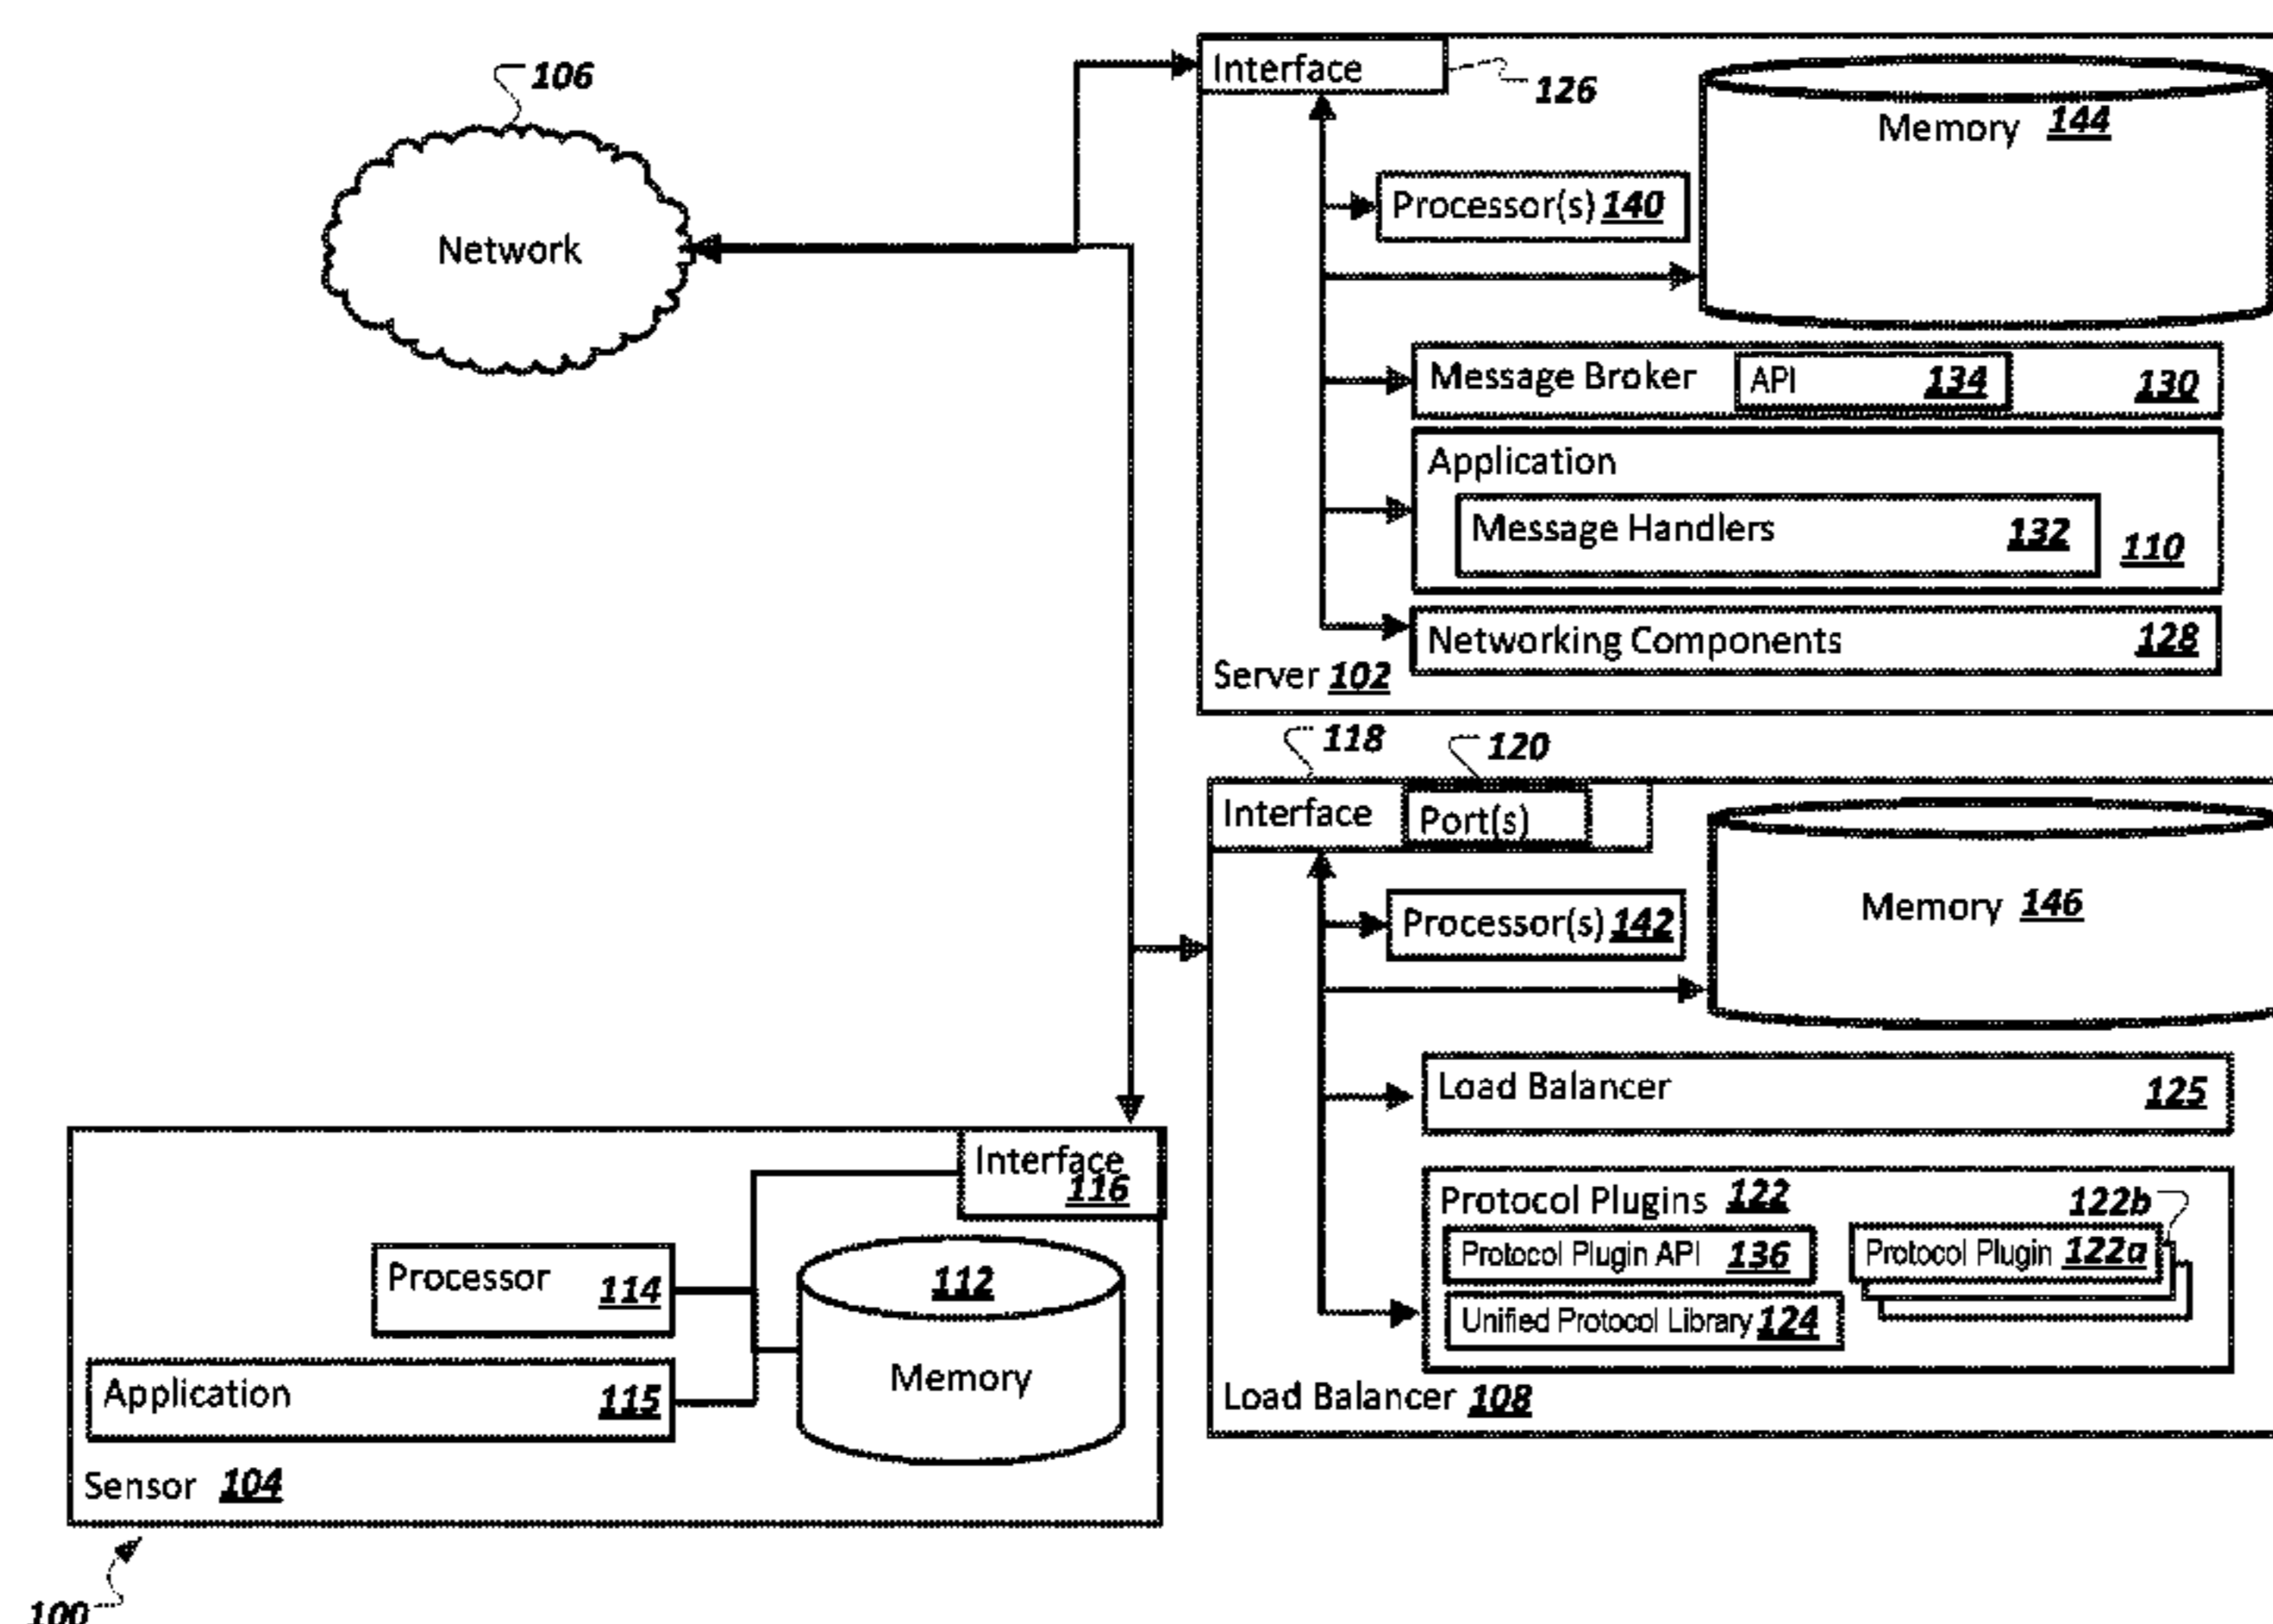 106
Network
Interface
126
Memory 144
Processor(s) 140
Message Broker API 134 130
Application
Message Handlers 132
110
Networking Components 128
Server 102
118
120
Interface Port(s)
Memory 146
Processor(s) 142
Load Balancer 125
Protocol Plugins 122
122b
Protocol Plugin API 136
Protocol Plugin 122a
Unified Protocol Library 124
Load Balancer 108
Interface
116
Processor 114
112
Memory
Application 115
Sensor 104
100